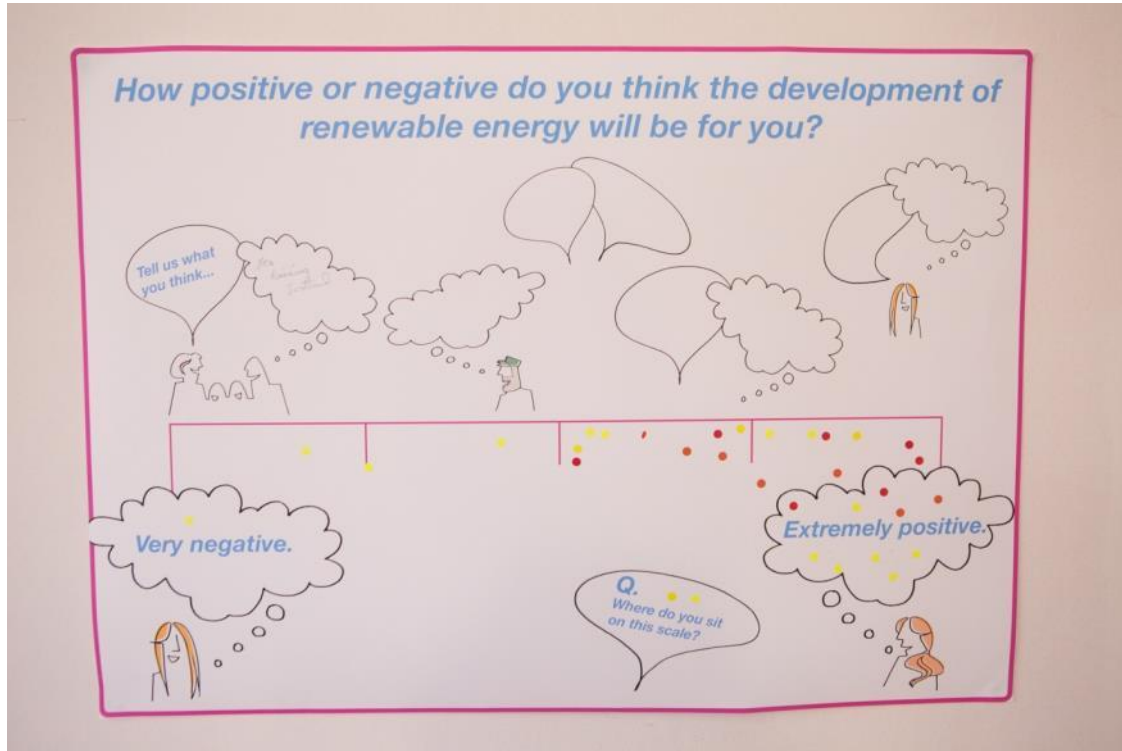 How positive or negative do you think the development of
renewable energy will be for you?
Tell us what
you think...
Very negative.
Extremely positive.
Q.
Where do you sit
on this scale?